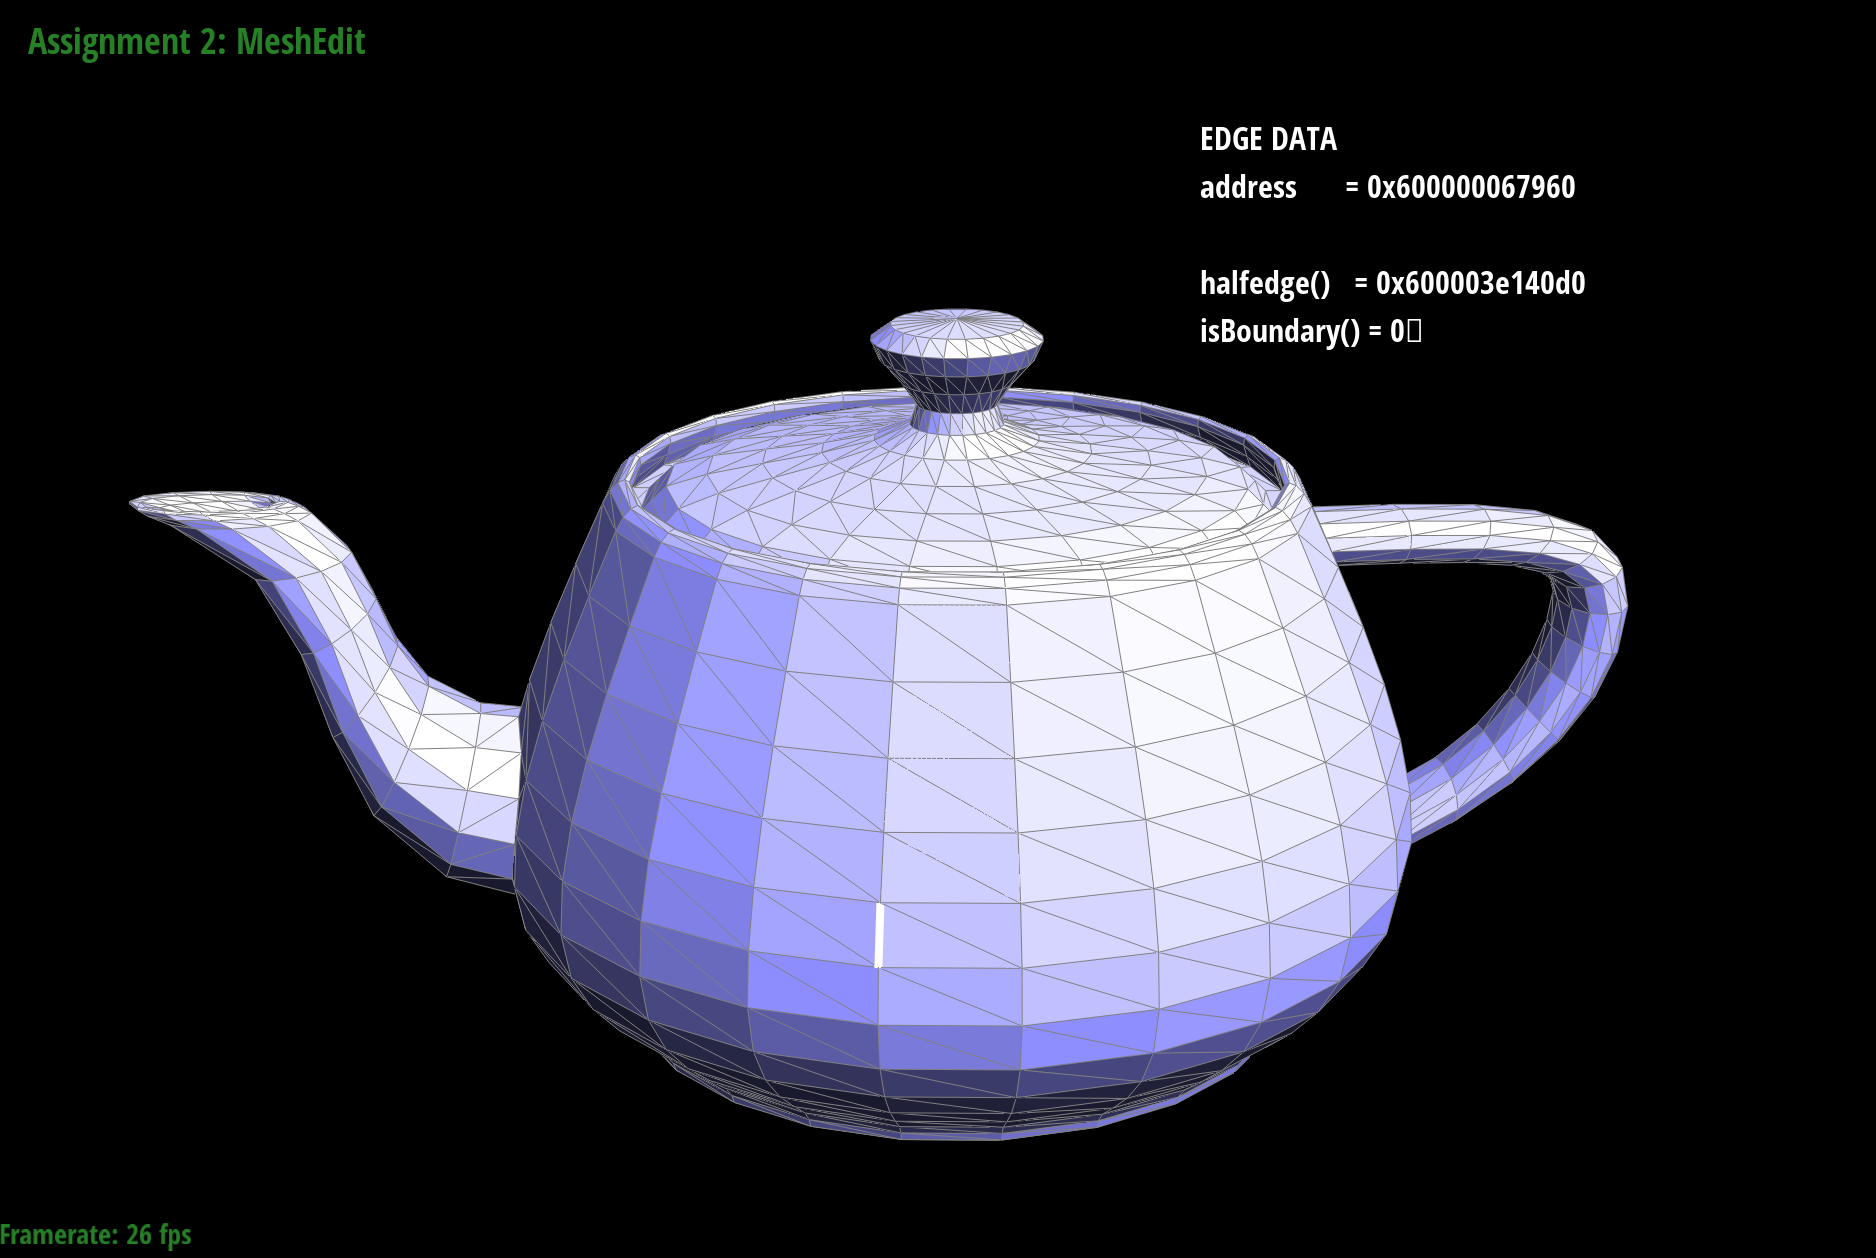 Assignment 2: MeshEdit
EDGE DATA
address = 0x600000067960
halfedge() = 0x600003e140d0
isBoundary() = 0▯
Framerate: 26 fps